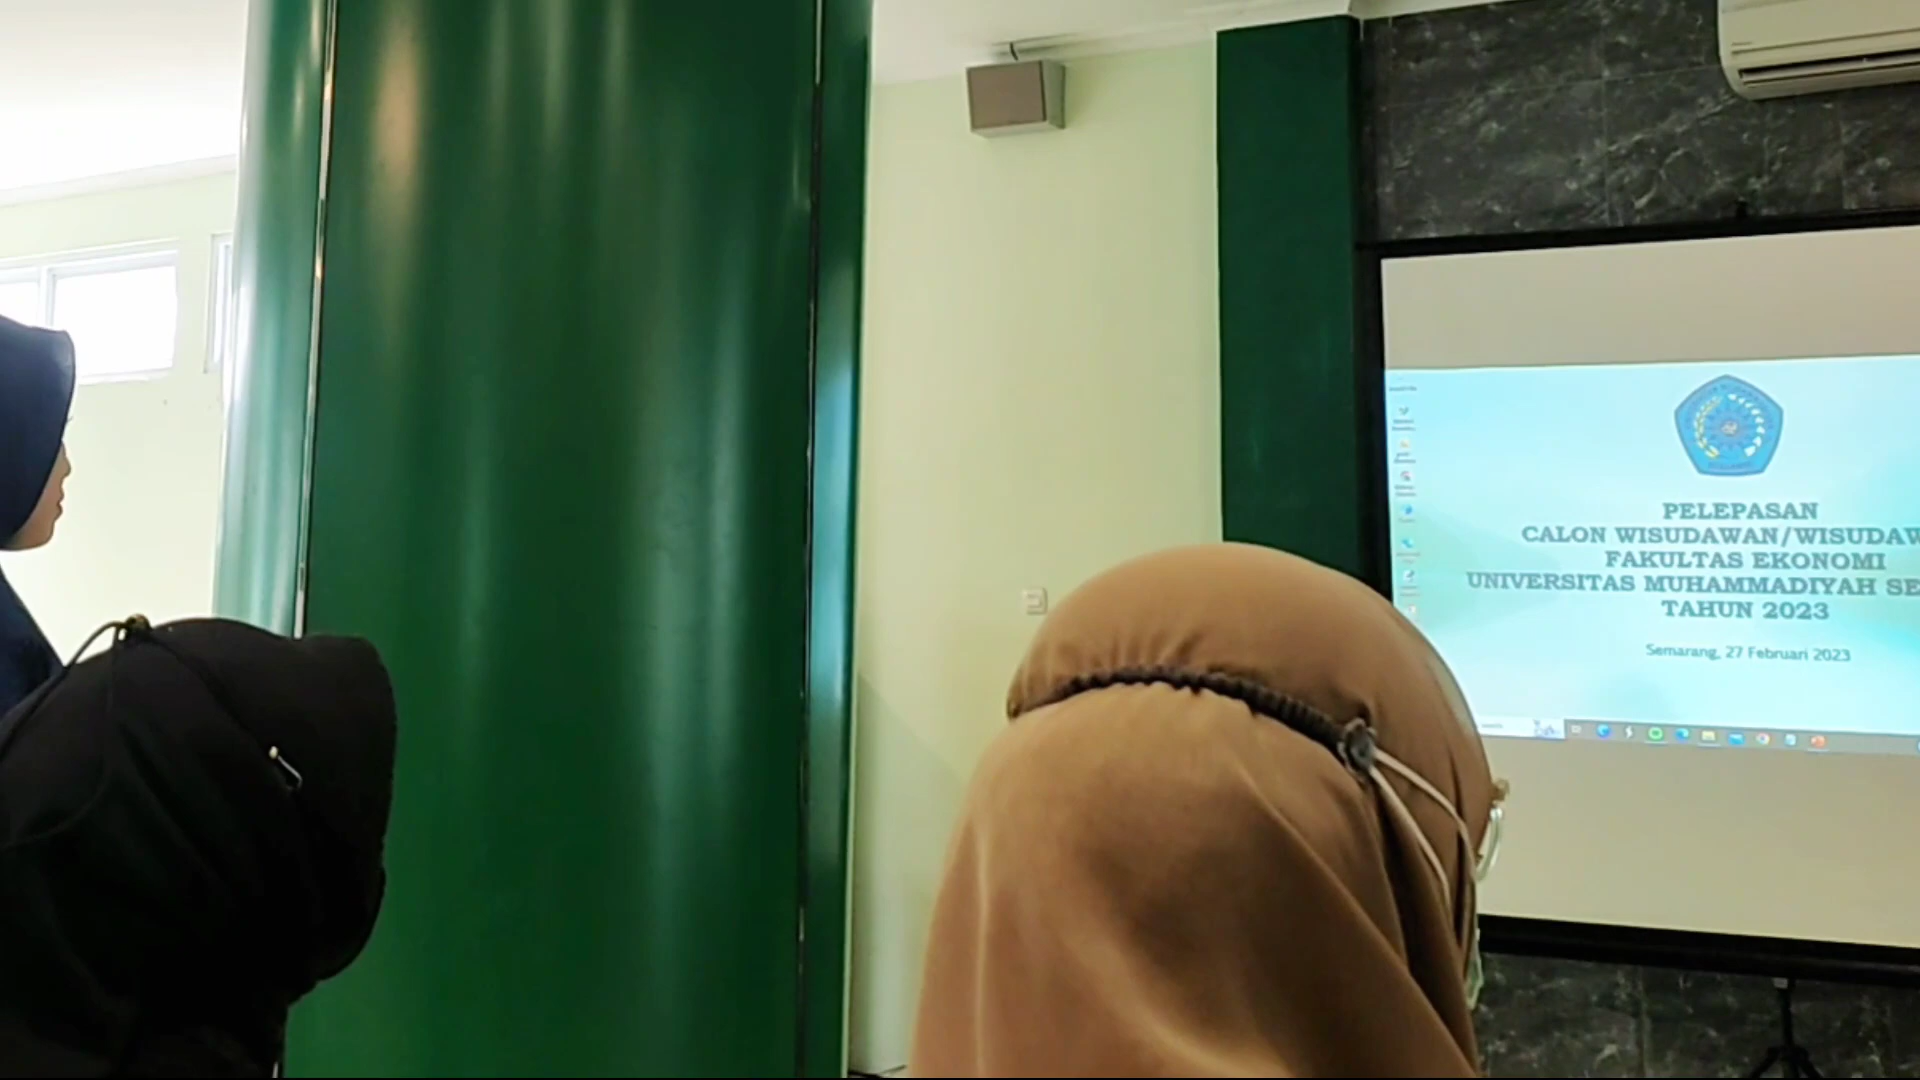 PELEPASAN
CALON WISUDAWAN/WISUDAW
FAKULTAS EKONOMI
UNIVERSITAS MUHAMMADIYAH SE
TAHUN 2023
Semarang, 27 Februari 2023